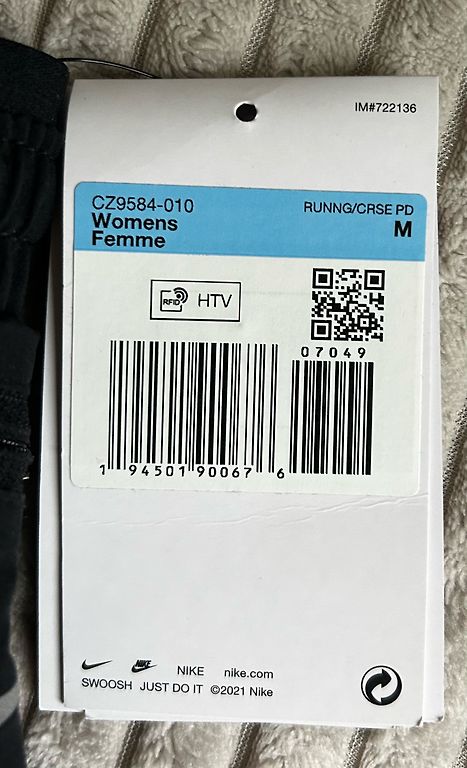 IM#722136
CZ9584-010
RUNNG/CRSE PD
Womens
M
Femme
RFID HTV
07049
1 94501 90067 6
NIKE
NIKE nike.com
SWOOSH JUST DO IT ©2021 Nike